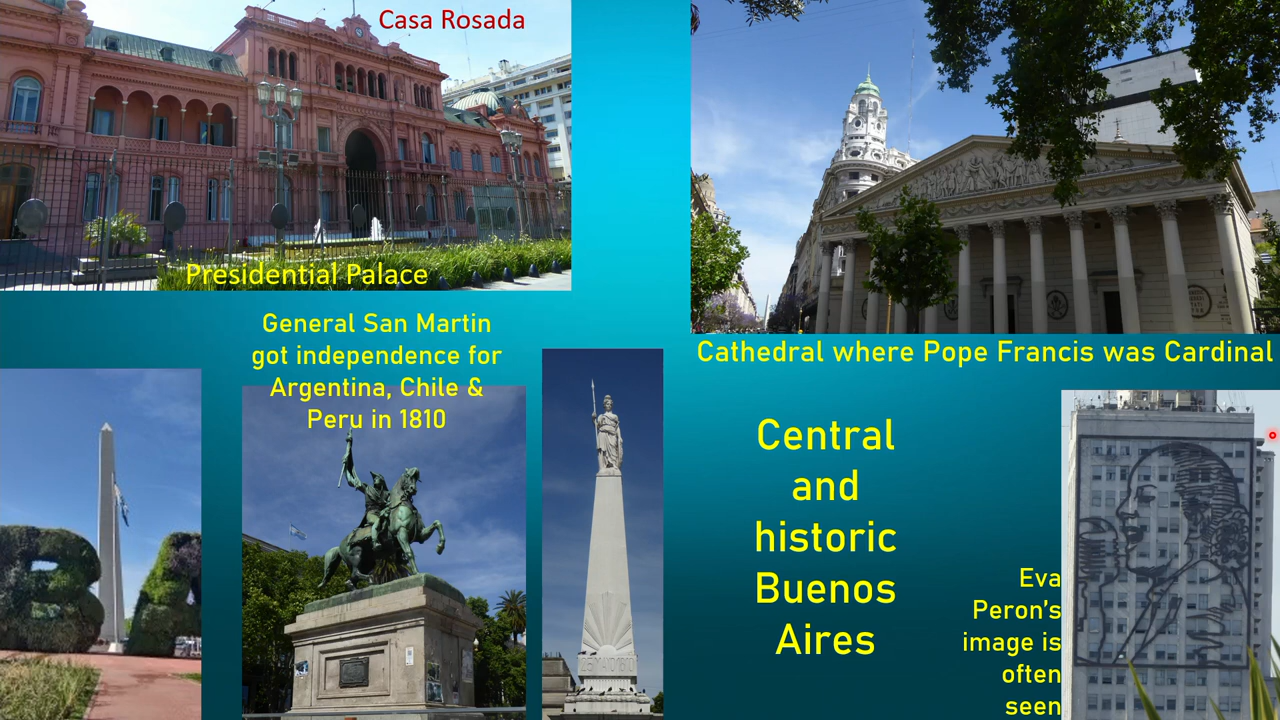 Casa Rosada
Presidential Palace
General San Martin
got independence for
Argentina, Chile &
Peru in 1810
Cathedral where Pope Francis was Cardinal
Central
and
historic
Buenos
Aires
Eva
Peron's
image is
often
seen
BA